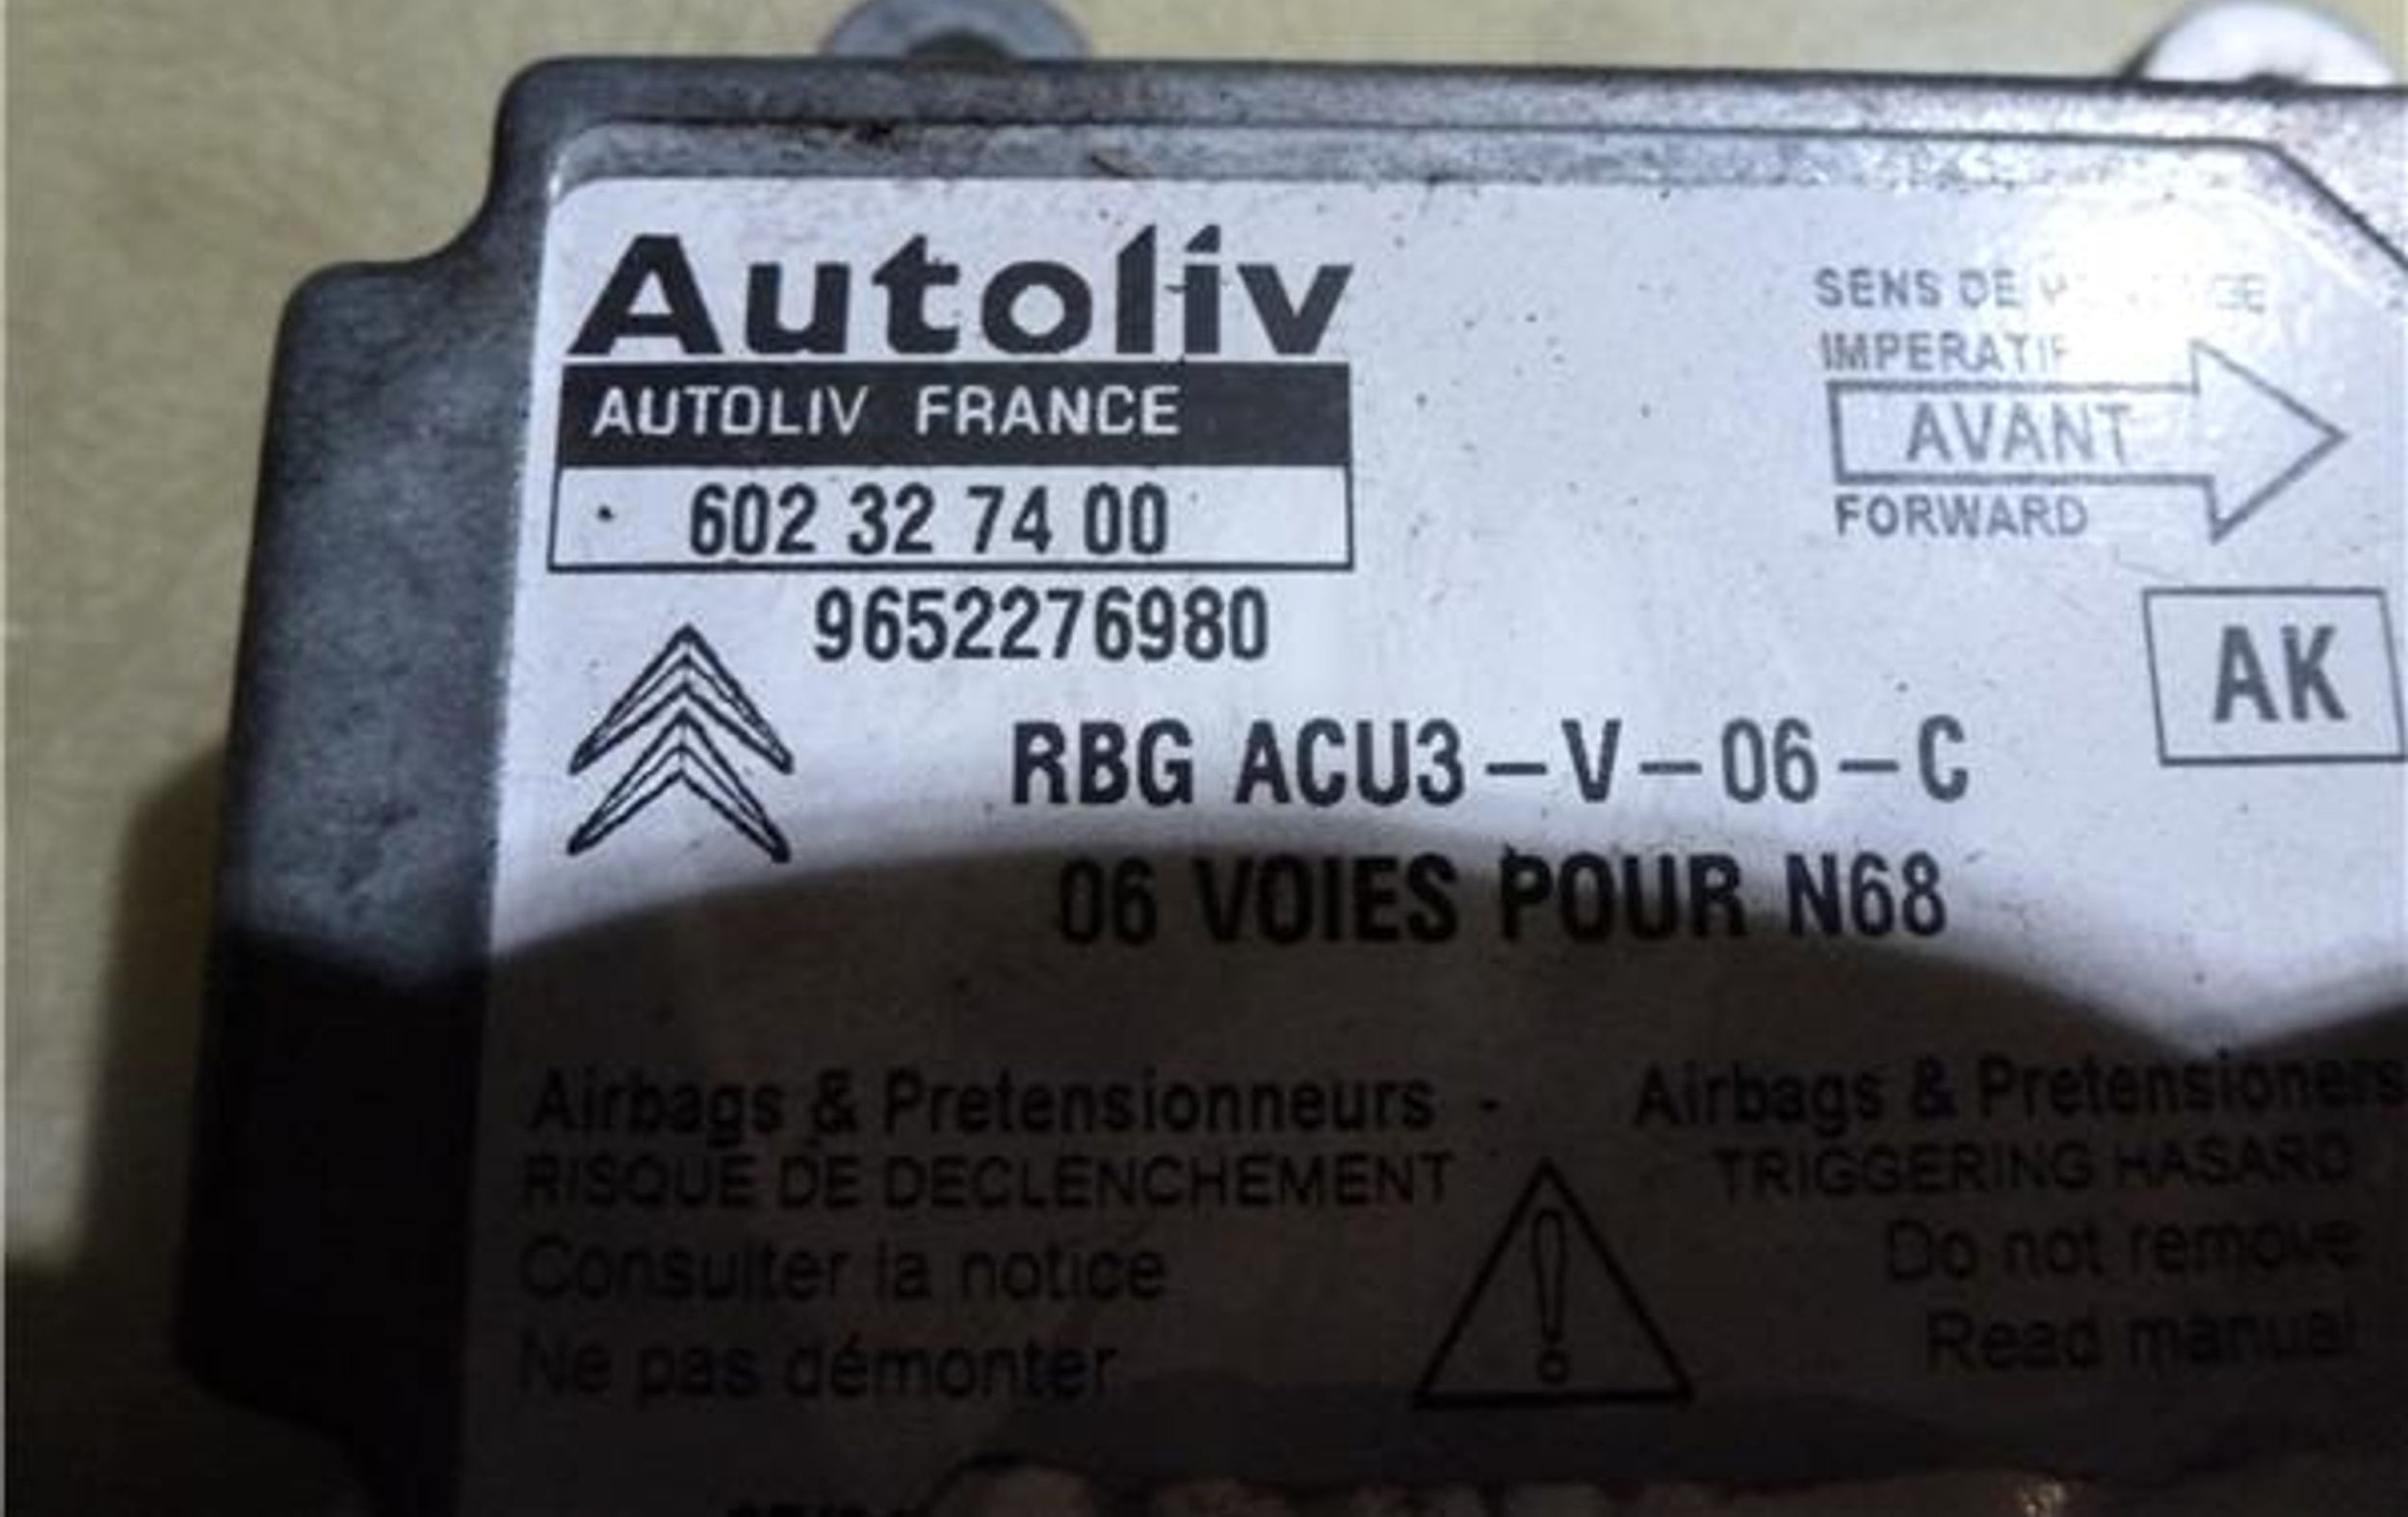 Autoliv
AUTOLIV FRANCE
602 32 74 00
9652276980
SENS DE
IMPERATIF
AVANT
FORWARD
AK
RBG ACU3-V-06-C
06 VOIES POUR N68
Airbags & Pretensionneurs - Airbags & Pretensioners
RISQUE DE DECLENCHEMENT
TRIGGERING HASARD
Consulter la notice
Do not remove
Ne pas démonter
Read manual